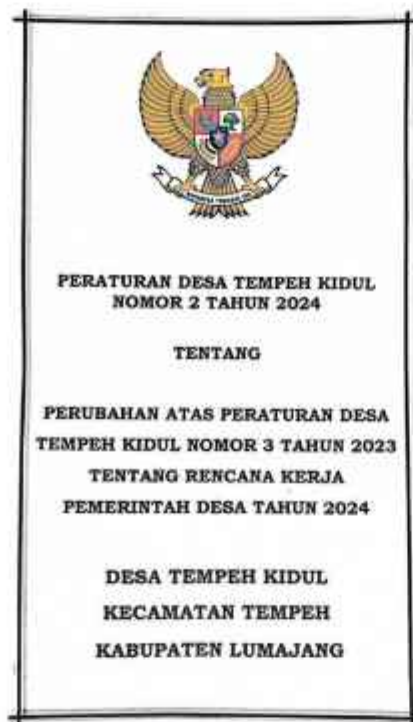 PERATURAN DESA TEMPEH KIDUL
NOMOR 2 TAHUN 2024
TENTANG
PERUBAHAN ATAS PERATURAN DESA
TEMPEH KIDUL NOMOR 3 TAHUN 2023
TENTANG RENCANA KERJA
PEMERINTAH DESA TAHUN 2024
DESA TEMPEH KIDUL
KECAMATAN TEMPEH
KABUPATEN LUMAJANG